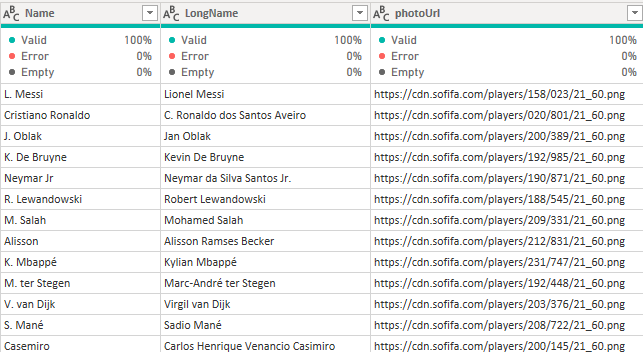 ABC Name ABC LongName ABC photoUrl
Valid 100% Valid 100% Valid 100%
Error 0% Error 0% Error 0%
Empty 0% Empty 0% Empty 0%
L. Messi Lionel Messi https://cdn.sofifa.com/players/158/023/21_60.png
Cristiano Ronaldo C. Ronaldo dos Santos Aveiro https://cdn.sofifa.com/players/020/801/21_60.png
J. Oblak Jan Oblak https://cdn.sofifa.com/players/200/389/21_60.png
K. De Bruyne Kevin De Bruyne https://cdn.sofifa.com/players/192/985/21_60.png
Neymar Jr Neymar da Silva Santos Jr. https://cdn.sofifa.com/players/190/871/21_60.png
R. Lewandowski Robert Lewandowski https://cdn.sofifa.com/players/188/545/21_60.png
M. Salah Mohamed Salah https://cdn.sofifa.com/players/209/331/21_60.png
Alisson Alisson Ramses Becker https://cdn.sofifa.com/players/212/831/21_60.png
K. Mbappé Kylian Mbappé https://cdn.sofifa.com/players/231/747/21_60.png
M. ter Stegen Marc-André ter Stegen https://cdn.sofifa.com/players/192/448/21_60.png
V. van Dijk Virgil van Dijk https://cdn.sofifa.com/players/203/376/21_60.png
S. Mané Sadio Mané https://cdn.sofifa.com/players/208/722/21_60.png
Casemiro Carlos Henrique Venancio Casimiro https://cdn.sofifa.com/players/200/145/21_60.png